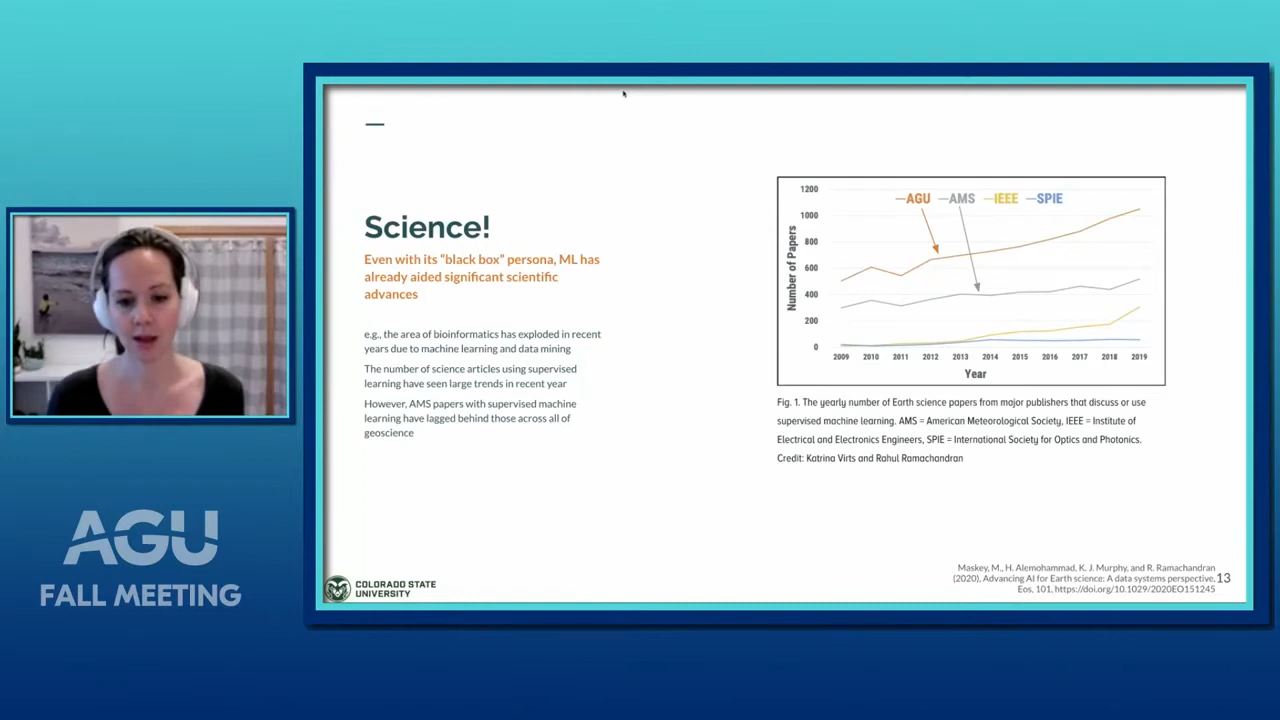 Science!
Even with its "black box" persona, ML has
already aided significant scientific
advances
e.g., the area of bioinformatics has exploded in recent
years due to machine learning and data mining
The number of science articles using supervised
learning have seen large trends in recent year
However, AMS papers with supervised machine
learning have lagged behind those across all of
geoscience
AGU AMS IEEE SPIE
1200
1000
800
600
400
200
0
Number of Papers
2009 2010 2011 2012 2013 2014 2015 2016 2017 2018 2019
Year
Fig. 1. The yearly number of Earth science papers from major publishers that discuss or use
supervised machine learning. AMS = American Meteorological Society, IEEE = Institute of
Electrical and Electronics Engineers, SPIE = International Society for Optics and Photonics.
Credit: Katrina Virts and Rahul Ramachandran
AGU
FALL MEETING
COLORADO STATE
UNIVERSITY
Maskey, M., H. Alemohammad, K. J. Murphy, and R. Ramachandran
(2020), Advancing AI for Earth science: A data systems perspective,
Eos, 101, https://doi.org/10.1029/2020EO151245
13